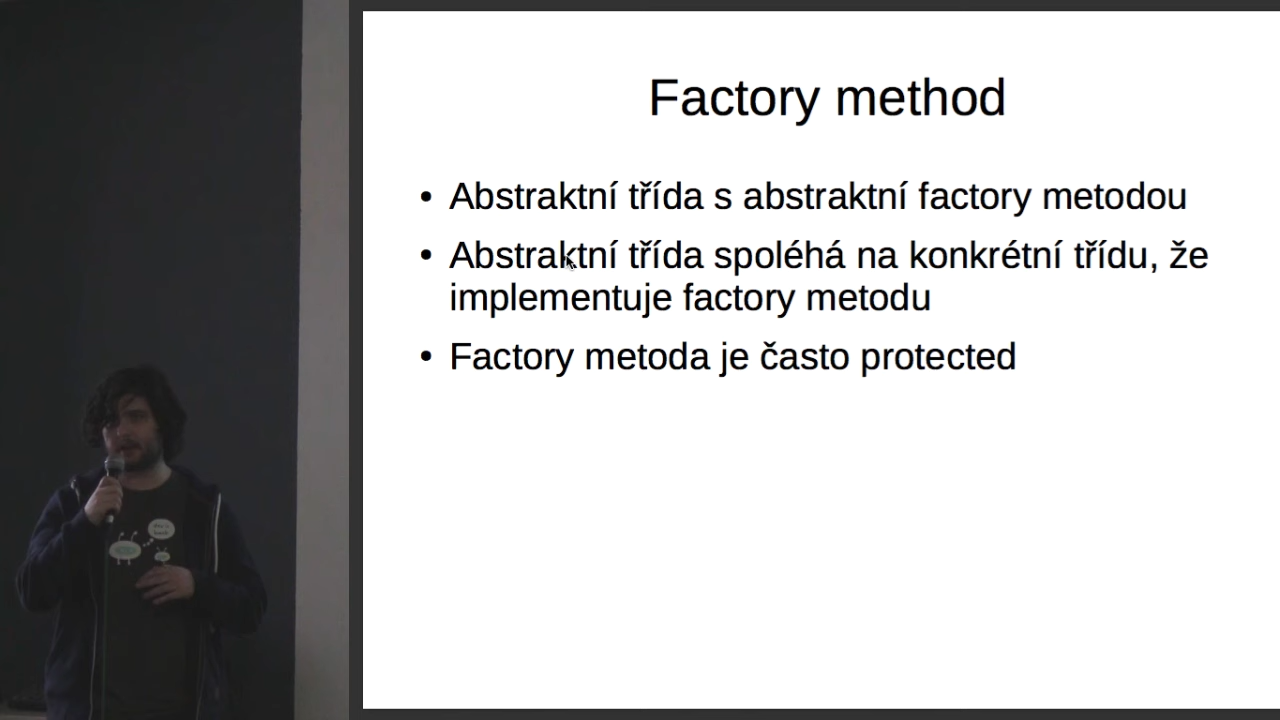 Factory method
• Abstraktní třída s abstraktní factory metodou
• Abstraktní třída spoléhá na konkrétní třídu, že
implementuje factory metodu
• Factory metoda je často protected